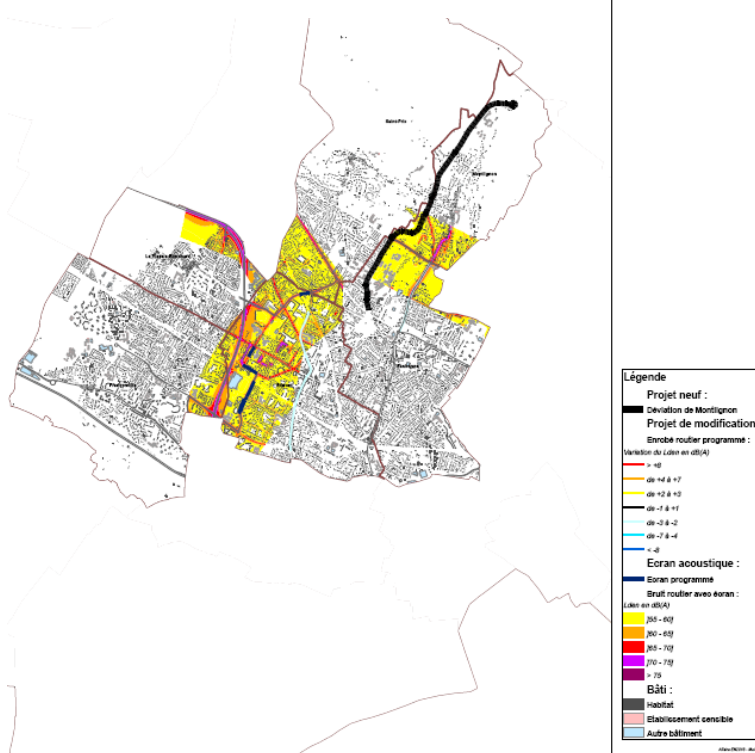 Saint-Prix
Montlignon
Légende
Projet neuf :
Déviation de Montlignon
Projet de modification
Enrobé routier programmé :
Variation du Lden en dB(A)
> +8
de +4 à +7
de +2 à +3
de -1 à +1
de -3 à -2
de -7 à -4
< -8
Ecran acoustique :
Ecran programmé
Bruit routier avec écran :
Lden en dB(A)
]55 - 60]
]60 - 65]
]65 - 70]
]70 - 75]
> 75
Bâti :
Habitat
Etablissement sensible
Autre bâtiment